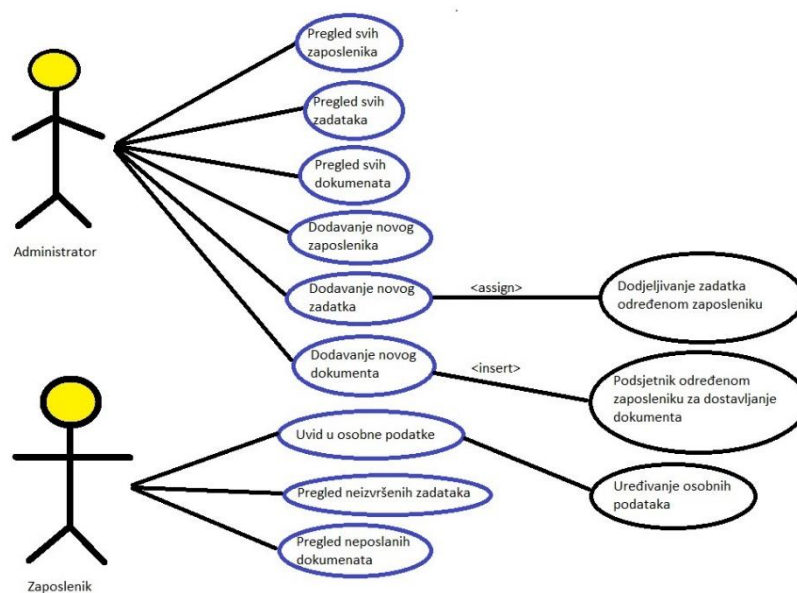 Pregled svih
zaposlenika
Pregled svih
zadataka
Pregled svih
dokumenata
Administrator
Dodavanje novog
zaposlenika
Dodavanje novog
zadatka
<assign>
Dodjeljivanje zadatka
određenom zaposleniku
Dodavanje novog
dokumenta
<insert>
Podsjetnik određenom
zaposleniku za dostavljanje
dokumenta
Uvid u osobne podatke
Uređivanje osobnih
podataka
Pregled neizvršenih zadataka
Pregled neposlanih
dokumenata
Zaposlenik